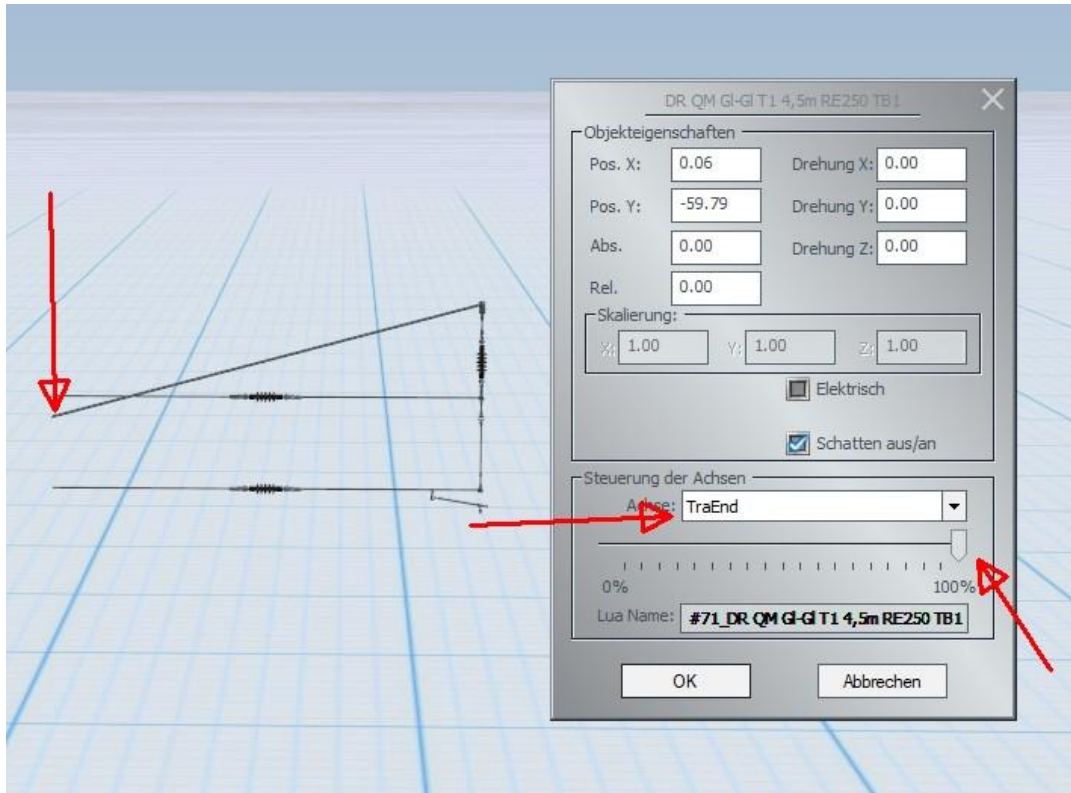 DR QM Gl-Gl T1 4,5m RE250 TB1
Objekteigenschaften
Pos. X: 0.06 Drehung X: 0.00
Pos. Y: -59.79 Drehung Y: 0.00
Abs. 0.00 Drehung Z: 0.00
Rel. 0.00
Skalierung:
X: 1.00 Y: 1.00 Z: 1.00
Elektrisch
Schatten aus/an
Steuerung der Achsen
Achse: TraEnd
0% 100%
Lua Name: #71_DR QM Gl-Gl T1 4,5m RE250 TB1
OK Abbrechen